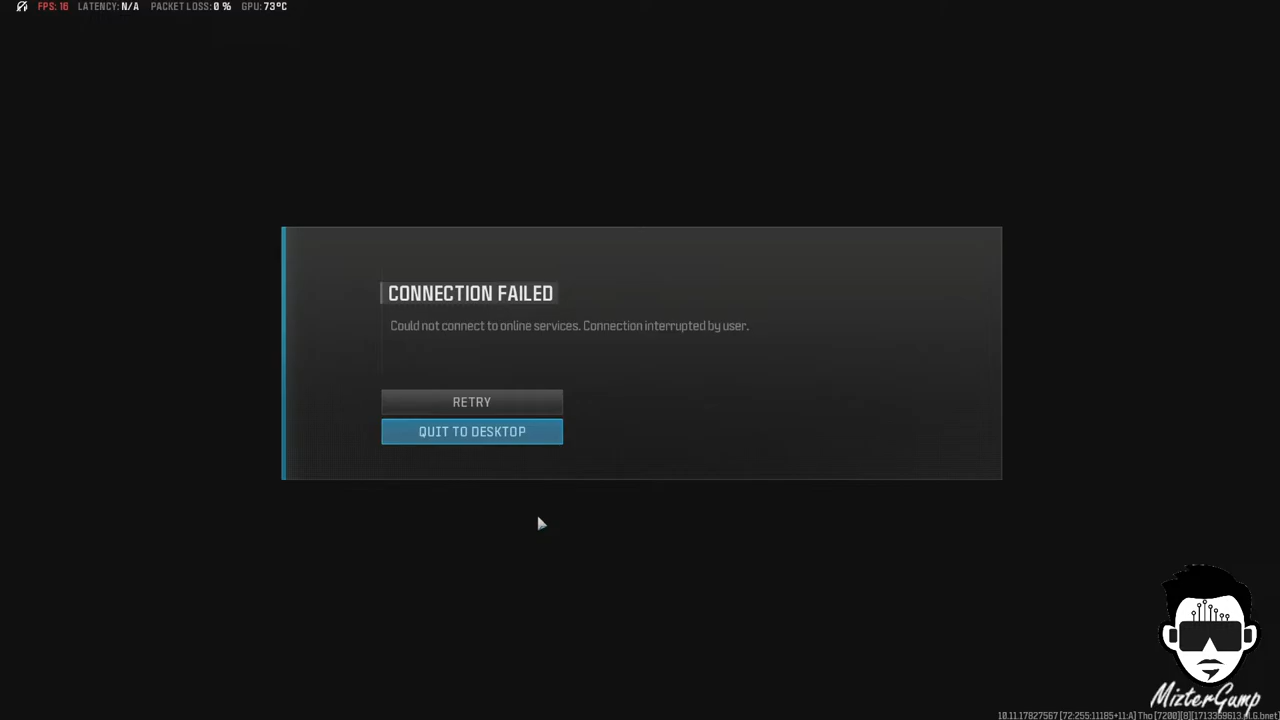 FPS: 16 LATENCY: N/A PACKET LOSS: 0 % GPU: 73°C
CONNECTION FAILED
Could not connect to online services. Connection interrupted by user.
RETRY
QUIT TO DESKTOP
MizterGump